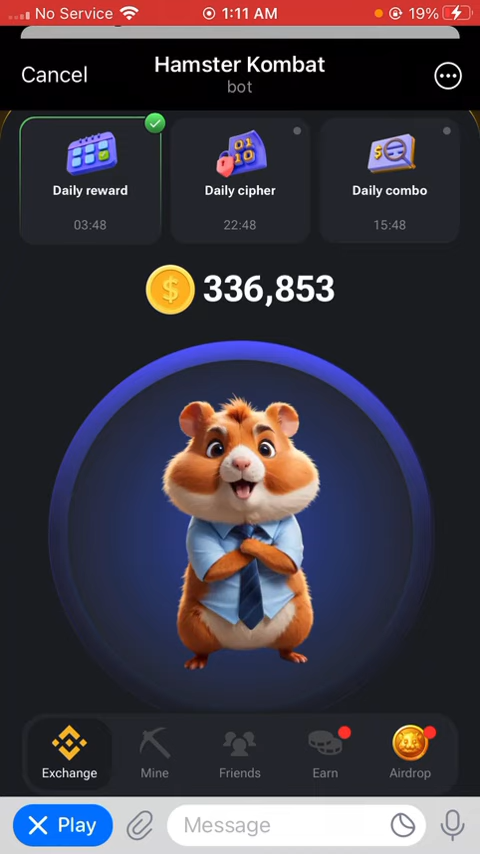 No Service 1:11 AM 19%
Cancel Hamster Kombat
bot
Daily reward Daily cipher Daily combo
03:48 22:48 15:48
336,853
Exchange Mine Friends Earn Airdrop
Play Message